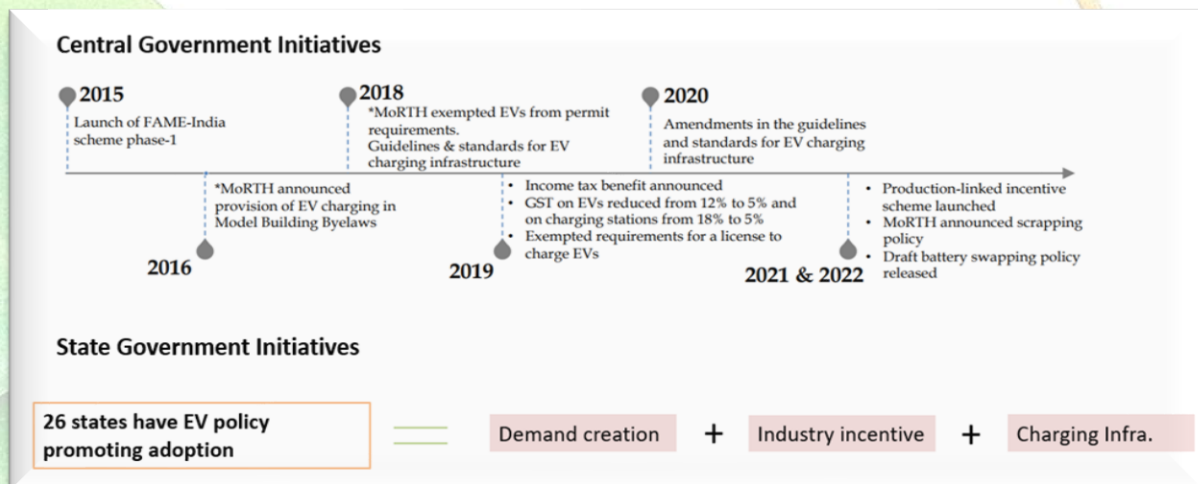 Central Government Initiatives
2015
Launch of FAME-India
scheme phase-1
*MoRTH announced
provision of EV charging in
Model Building Byelaws
2016
2018
*MoRTH exempted EVs from permit
requirements.
Guidelines & standards for EV
charging infrastructure
• Income tax benefit announced
• GST on EVs reduced from 12% to 5% and
on charging stations from 18% to 5%
• Exempted requirements for a license to
charge EVs
2019
2020
Amendments in the guidelines
and standards for EV charging
infrastructure
• Production-linked incentive
scheme launched
• MoRTH announced scrapping
policy
• Draft battery swapping policy
released
2021 & 2022
State Government Initiatives
26 states have EV policy
promoting adoption
Demand creation + Industry incentive + Charging Infra.